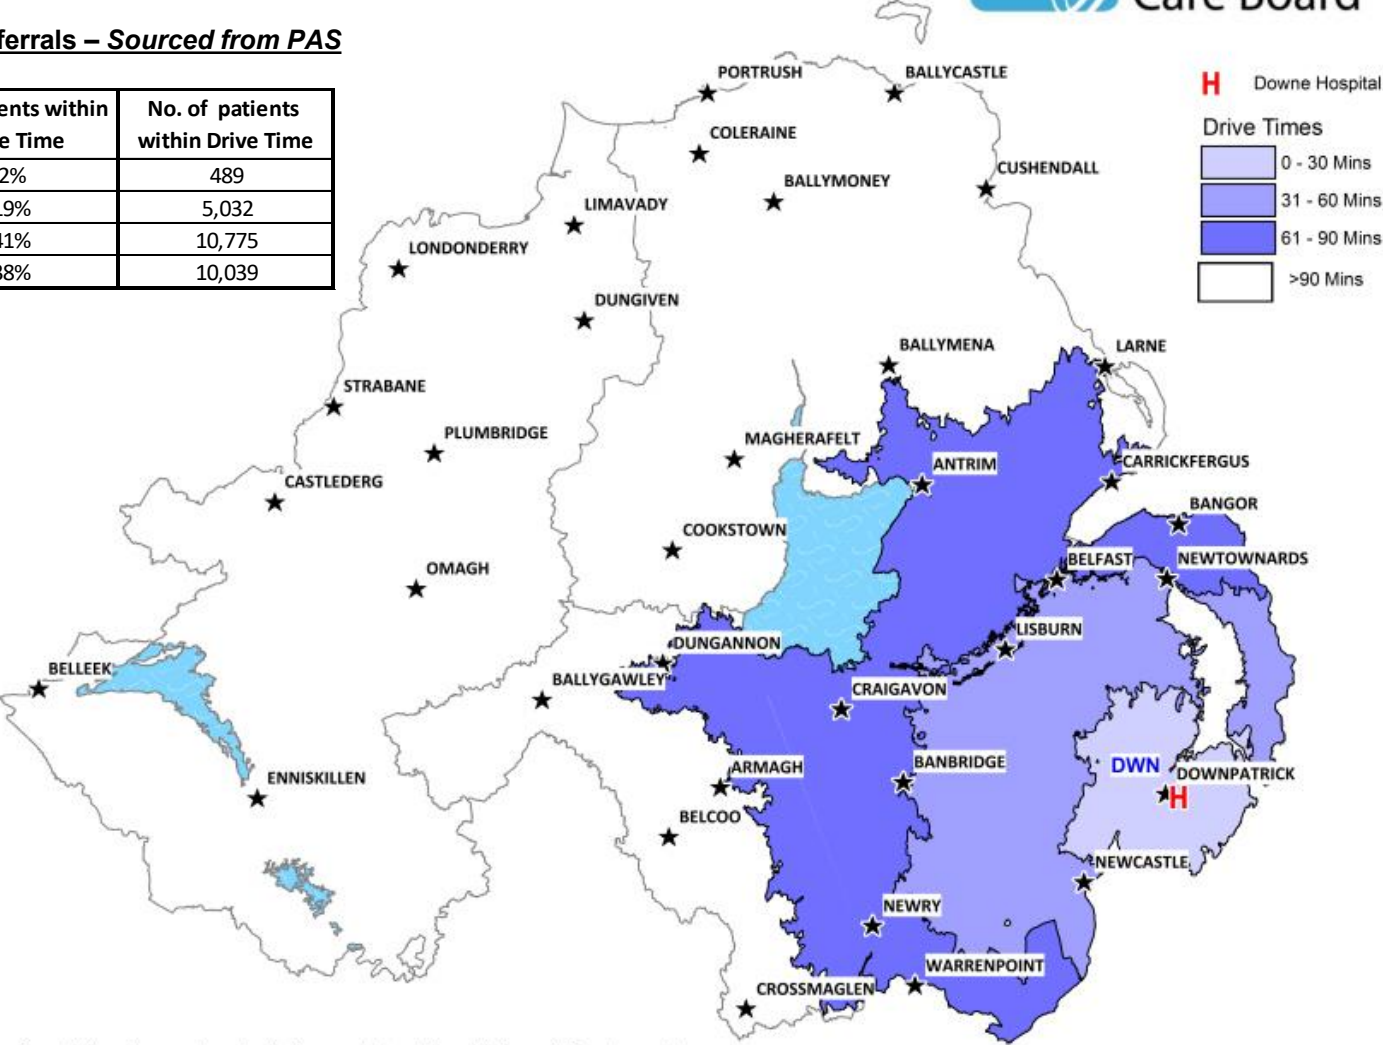 Care Board
ferrals – Sourced from PAS
ents within No. of patients
e Time within Drive Time
2% 489
19% 5,032
41% 10,775
38% 10,039
H Downe Hospital
Drive Times
0 - 30 Mins
31 - 60 Mins
61 - 90 Mins
>90 Mins
PORTRUSH
BALLYCASTLE
COLERAINE
CUSHENDALL
BALLYMONEY
LIMAVADY
LONDONDERRY
DUNGIVEN
BALLYMENA
LARNE
STRABANE
PLUMBRIDGE
MAGHERAFELT
ANTRIM
CARRICKFERGUS
CASTLEDERG
BANGOR
COOKSTOWN
BELFAST
NEWTOWNARDS
OMAGH
LISBURN
DUNGANNON
BELLEEK
BALLYGAWLEY
CRAIGAVON
BANBRIDGE
ARMAGH
DWN
DOWNPATRICK
H
ENNISKILLEN
BELCOO
NEWCASTLE
NEWRY
WARRENPOINT
CROSSMAGLEN